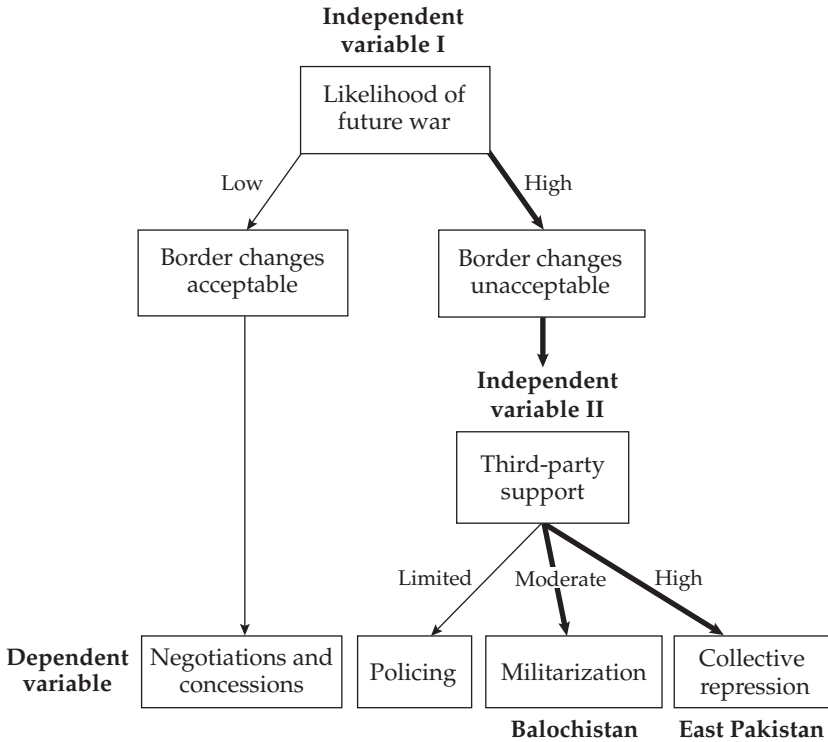 Independent
variable I
Likelihood of
future war
Low
High
Border changes
acceptable
Border changes
unacceptable
Independent
variable II
Third-party
support
Limited
Moderate
High
Dependent
variable
Negotiations and
concessions
Policing
Militarization
Collective
repression
Balochistan
East Pakistan